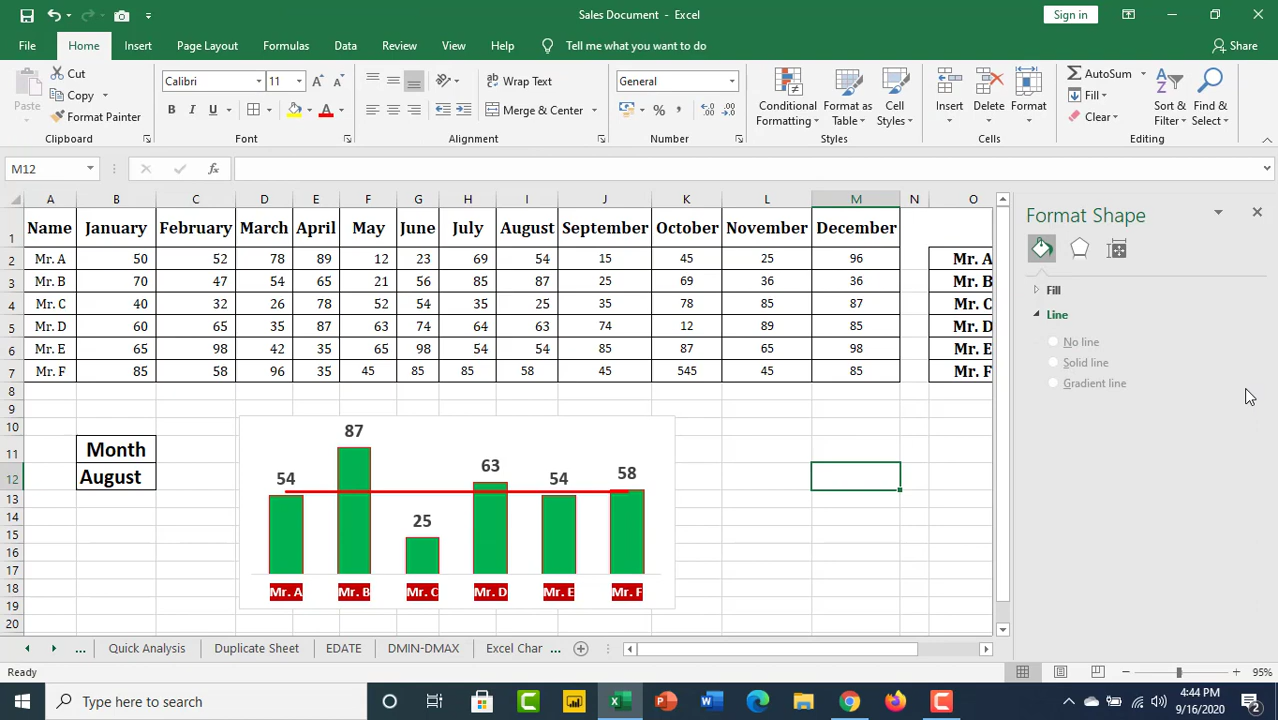 Sales Document - Excel
Sign in
File Home Insert Page Layout Formulas Data Review View Help Tell me what you want to do Share
Paste Cut Copy Format Painter
Clipboard
Calibri 11
B I U A A A
Font
Wrap Text
Merge & Center
Alignment
General
% ,
Number
Conditional Formatting
Format as Table
Cell Styles
Styles
Insert Delete Format
Cells
AutoSum
Fill
Clear
Sort & Filter
Find & Select
Editing
M12 fx
A B C D E F G H I J K L M N O
1 Name January February March April May June July August September October November December
2 Mr. A 50 52 78 89 12 23 69 54 15 45 25 96 Mr. A
3 Mr. B 70 47 54 65 21 56 85 87 25 69 36 36 Mr. B
4 Mr. C 40 32 26 78 52 54 35 25 35 78 85 87 Mr. C
5 Mr. D 60 65 35 87 63 74 64 63 74 12 89 85 Mr. D
6 Mr. E 65 98 42 35 65 98 54 54 85 87 65 98 Mr. E
7 Mr. F 85 58 96 35 45 85 85 58 45 545 45 85 Mr. F
8
9
10
11 Month
12 August
13
14
15
16
17
18
19
20
54 87 25 63 54 58
Mr. A Mr. B Mr. C Mr. D Mr. E Mr. F
Format Shape
Fill
Line
No line
Solid line
Gradient line
... Quick Analysis Duplicate Sheet EDATE DMIN-DMAX Excel Char ...
Ready
95%
Type here to search
4:44 PM
9/16/2020
2